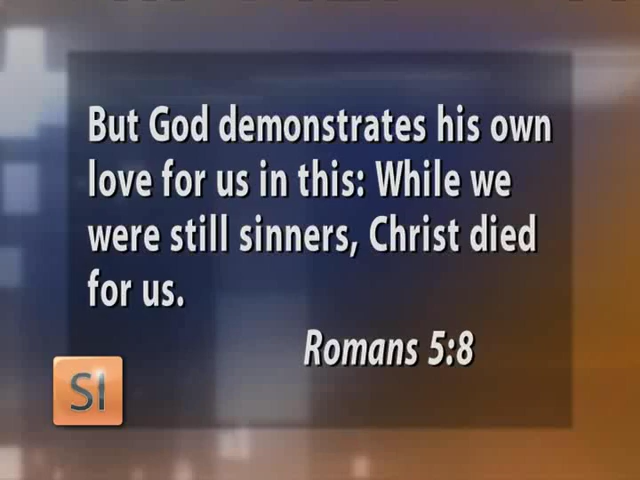 But God demonstrates his own
love for us in this: While we
were still sinners, Christ died
for us.
Romans 5:8
SI